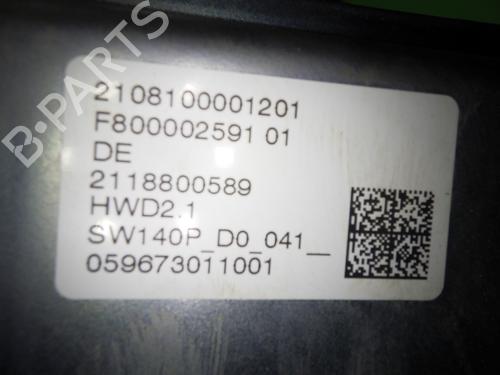 2108100001201
F800002591 01
DE
2118800589
HWD2.1
SW140P_D0_041__
059673011001
B-PARTS